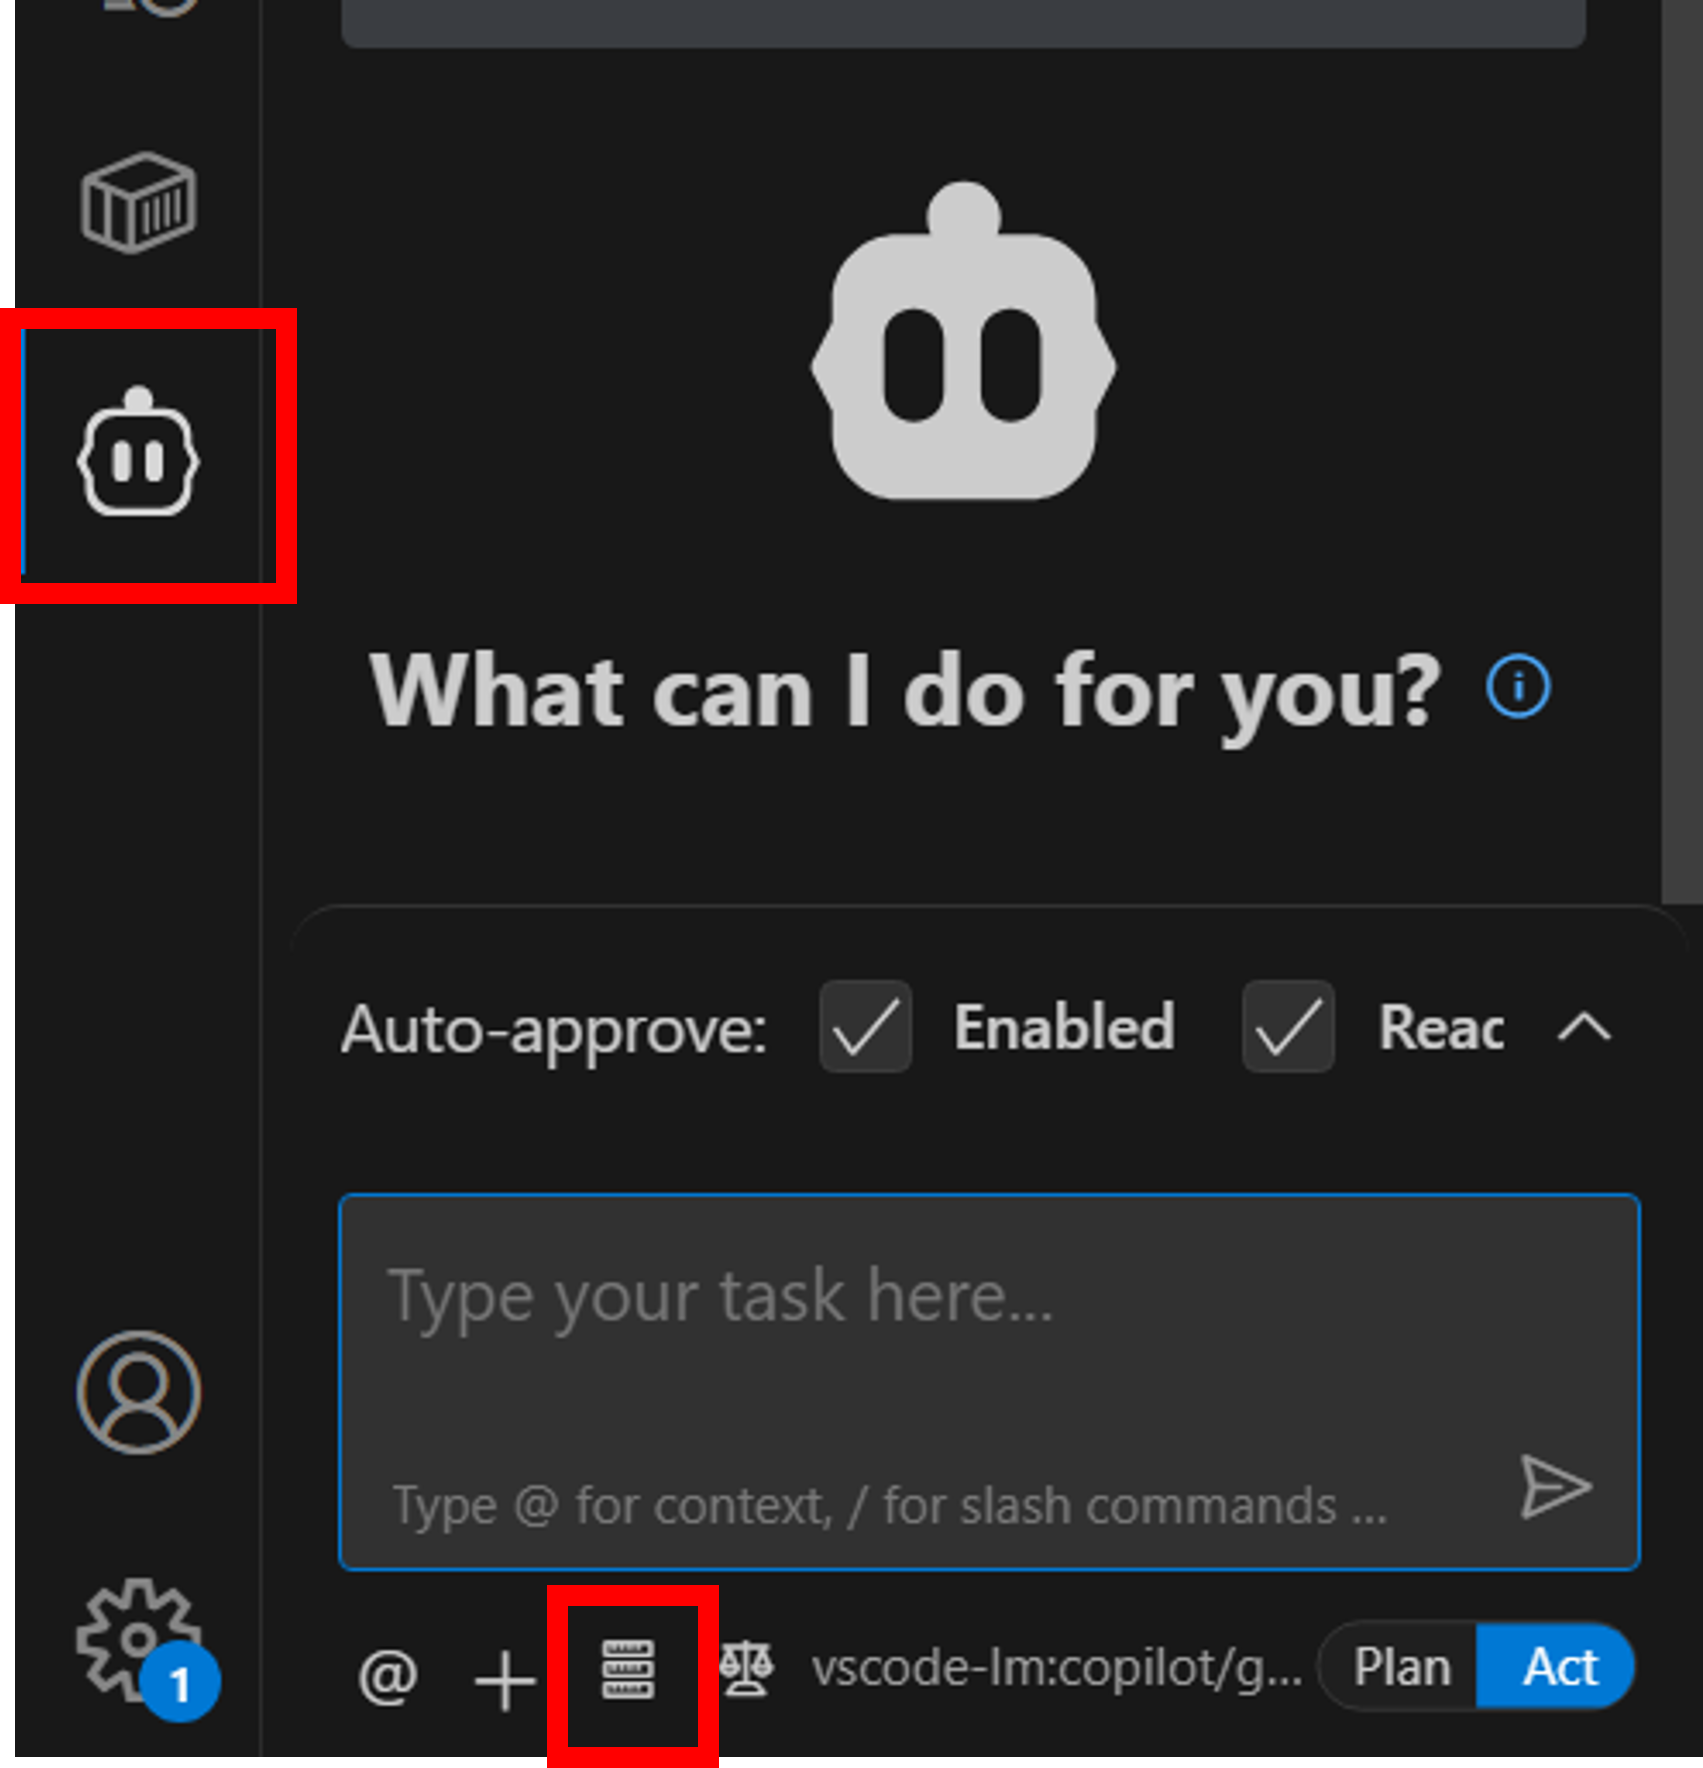 What can I do for you?
Auto-approve: Enabled Reac
Type your task here...
Type @ for context, / for slash commands ...
1
@ + vscode-lm:copilot/g... Plan Act